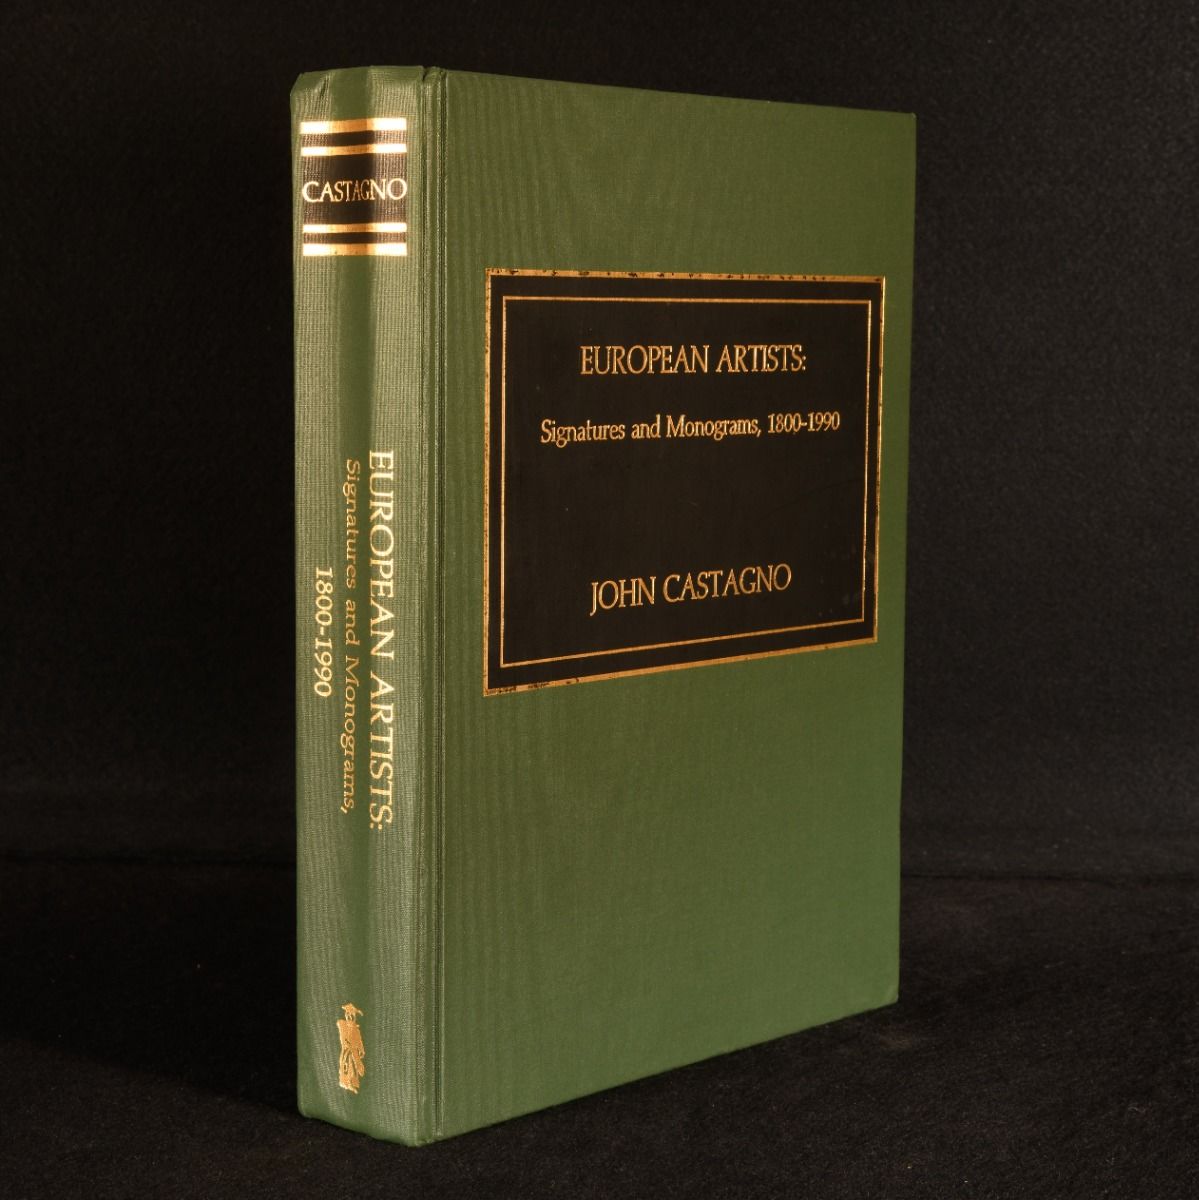 CASTAGNO
EUROPEAN ARTISTS:
Signatures and Monograms,
1800-1990
EUROPEAN ARTISTS:
Signatures and Monograms, 1800-1990
JOHN CASTAGNO